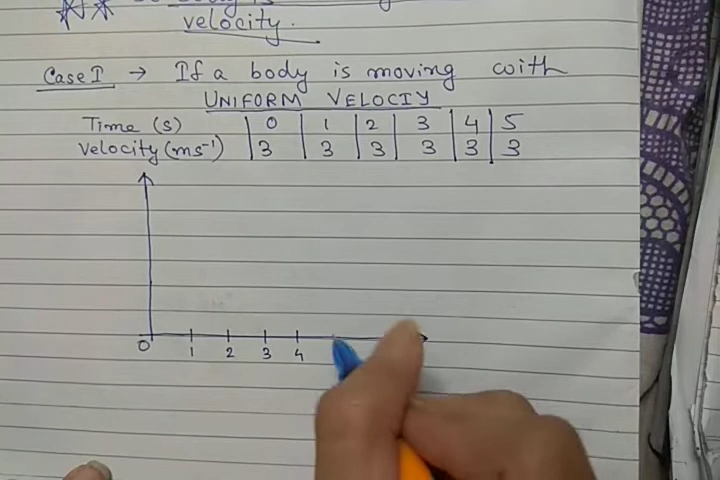 velocity.
Case I → If a body is moving with
UNIFORM VELOCIY
Time (s) 0 1 2 3 4 5
Velocity (ms⁻¹) 3 3 3 3 3 3
0 1 2 3 4